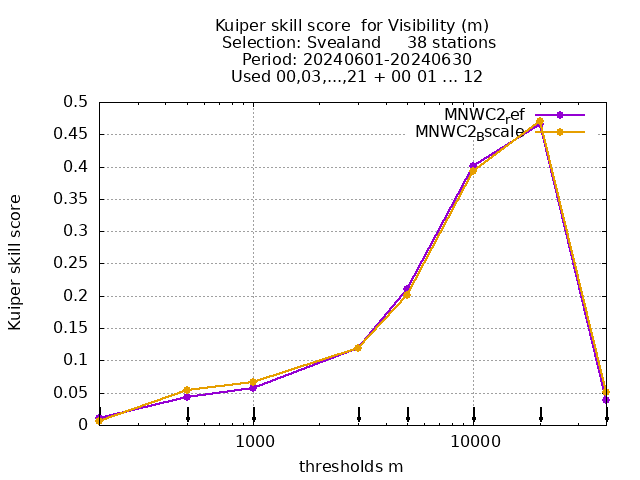 Kuiper skill score  for Visibility (m)
Selection: Svealand     38 stations
Period: 20240601-20240630
Used 00,03,...,21 + 00 01 ... 12
MNWC2_ref
MNWC2_Bscale
0.5
0.45
0.4
0.35
0.3
0.25
0.2
0.15
0.1
0.05
0
Kuiper skill score
1000 10000
thresholds m